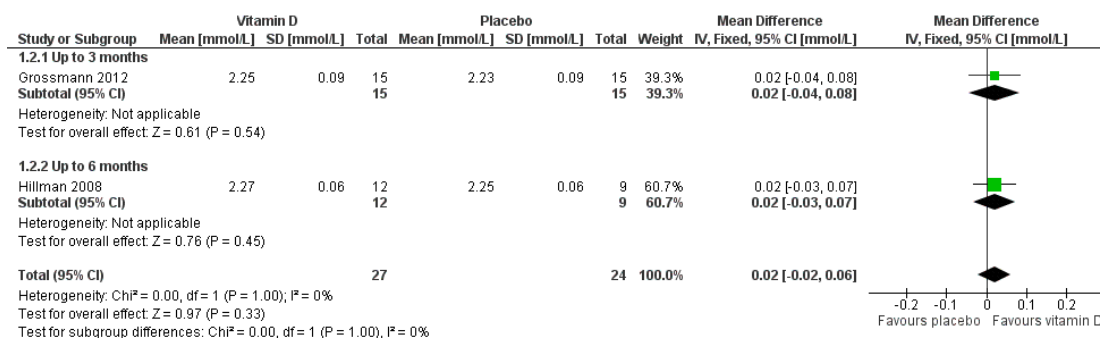 Vitamin D Placebo Mean Difference Mean Difference
Study or Subgroup Mean [mmol/L] SD [mmol/L] Total Mean [mmol/L] SD [mmol/L] Total Weight IV, Fixed, 95% CI [mmol/L] IV, Fixed, 95% CI [mmol/L]
1.2.1 Up to 3 months
Grossmann 2012 2.25 0.09 15 2.23 0.09 15 39.3% 0.02 [-0.04, 0.08]
Subtotal (95% CI) 15 15 39.3% 0.02 [-0.04, 0.08]
Heterogeneity: Not applicable
Test for overall effect: Z = 0.61 (P = 0.54)
1.2.2 Up to 6 months
Hillman 2008 2.27 0.06 12 2.25 0.06 9 60.7% 0.02 [-0.03, 0.07]
Subtotal (95% CI) 12 9 60.7% 0.02 [-0.03, 0.07]
Heterogeneity: Not applicable
Test for overall effect: Z = 0.76 (P = 0.45)
Total (95% CI) 27 24 100.0% 0.02 [-0.02, 0.06]
Heterogeneity: Chi² = 0.00, df = 1 (P = 1.00); I² = 0%
Test for overall effect: Z = 0.97 (P = 0.33)
Test for subgroup differences: Chi² = 0.00, df = 1 (P = 1.00), I² = 0%
-0.2 -0.1 0 0.1 0.2
Favours placebo Favours vitamin D